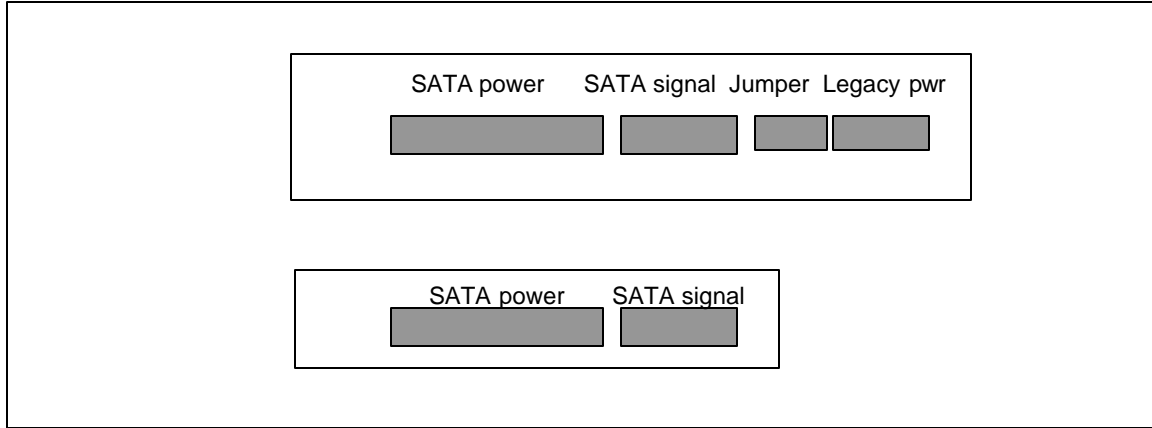 SATA power SATA signal Jumper Legacy pwr
SATA power SATA signal